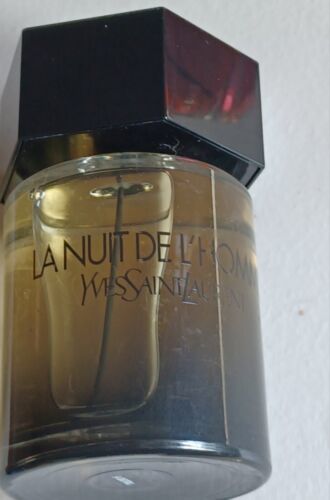 LA NUIT DE L'HOMM
YVESSAINTLAURENT